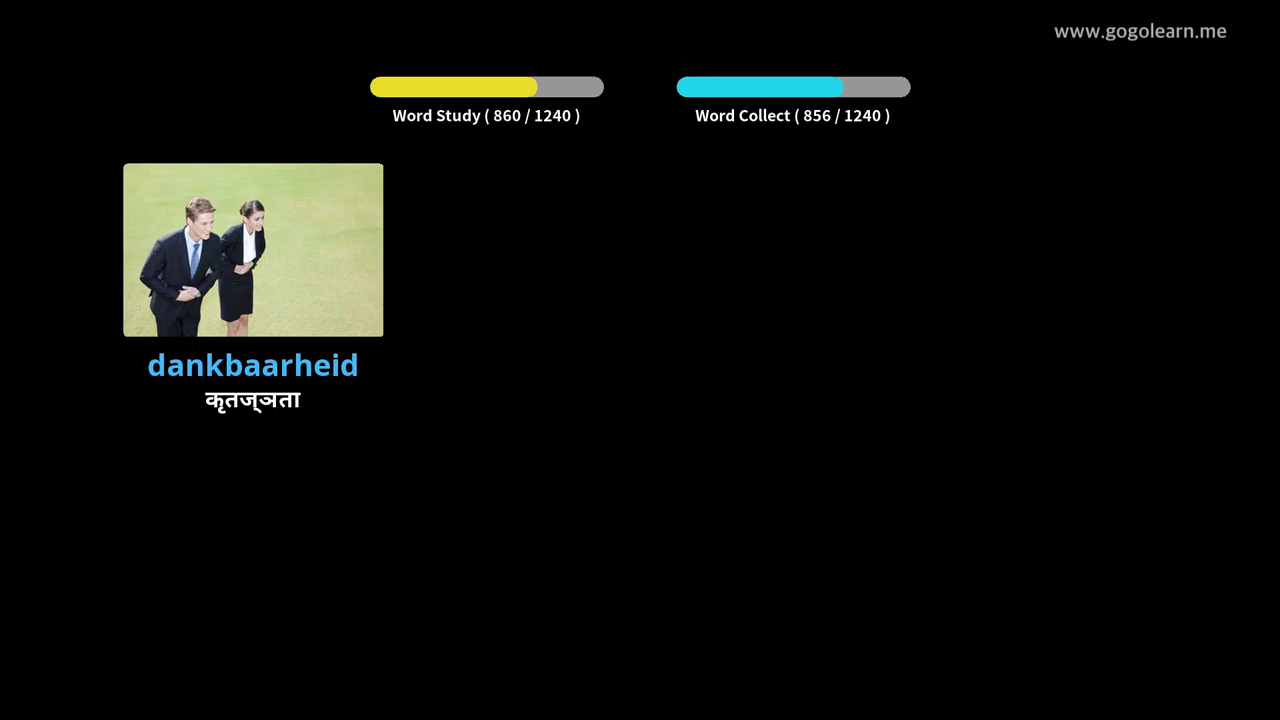 www.gogolearn.me
Word Study ( 860 / 1240 )
Word Collect ( 856 / 1240 )
dankbaarheid
कृतज्ञता